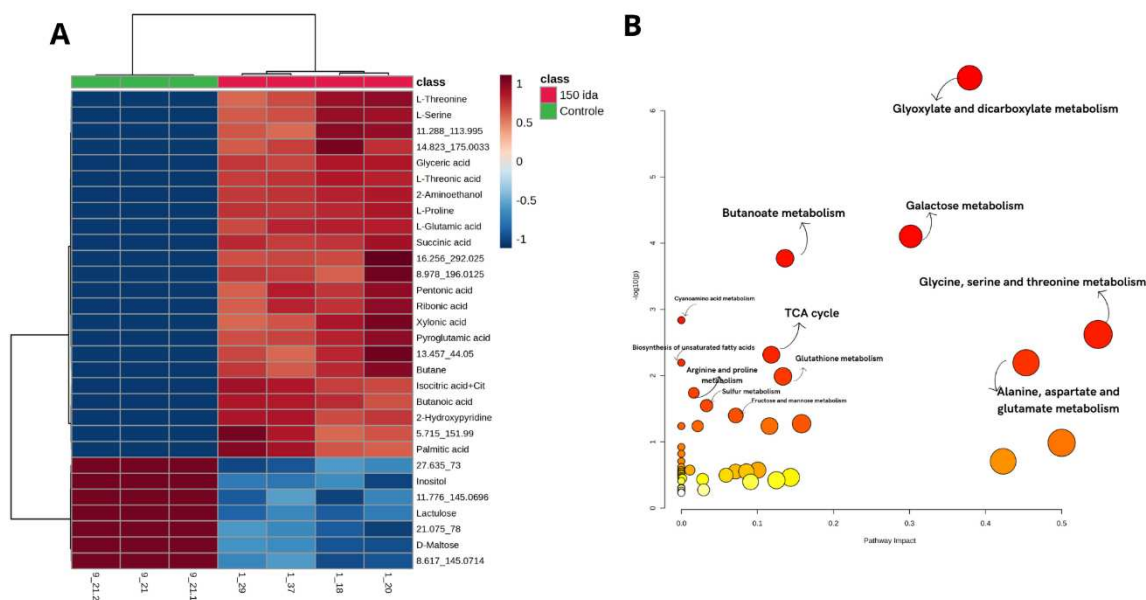 A
class
L-Threonine
L-Serine
11.288_113.995
14.823_175.0033
Glyceric acid
L-Threonic acid
2-Aminoethanol
L-Proline
L-Glutamic acid
Succinic acid
16.256_292.025
8.978_196.0125
Pentonic acid
Ribonic acid
Xylonic acid
Pyroglutamic acid
13.457_44.05
Butane
Isocitric acid+Cit
Butanoic acid
2-Hydroxypyridine
5.715_151.99
Palmitic acid
27.635_73
Inositol
11.776_145.0696
Lactulose
21.075_78
D-Maltose
8.617_145.0714
9_21.2
9_21
9_21.1
1_29
1_37
1_18
1_20
1
0.5
0
-0.5
-1
class
150 ida
Controle
B
Glyoxylate and dicarboxylate metabolism
Galactose metabolism
Butanoate metabolism
Glycine, serine and threonine metabolism
Cyanoamino acid metabolism
TCA cycle
Biosynthesis of unsaturated fatty acids
Glutathione metabolism
Arginine and proline
metabolism
Sulfur metabolism
Fructose and mannose metabolism
Alanine, aspartate and
glutamate metabolism
-log10(p)
6
5
4
3
2
1
0
0.0
0.1
0.2
0.3
0.4
0.5
Pathway Impact